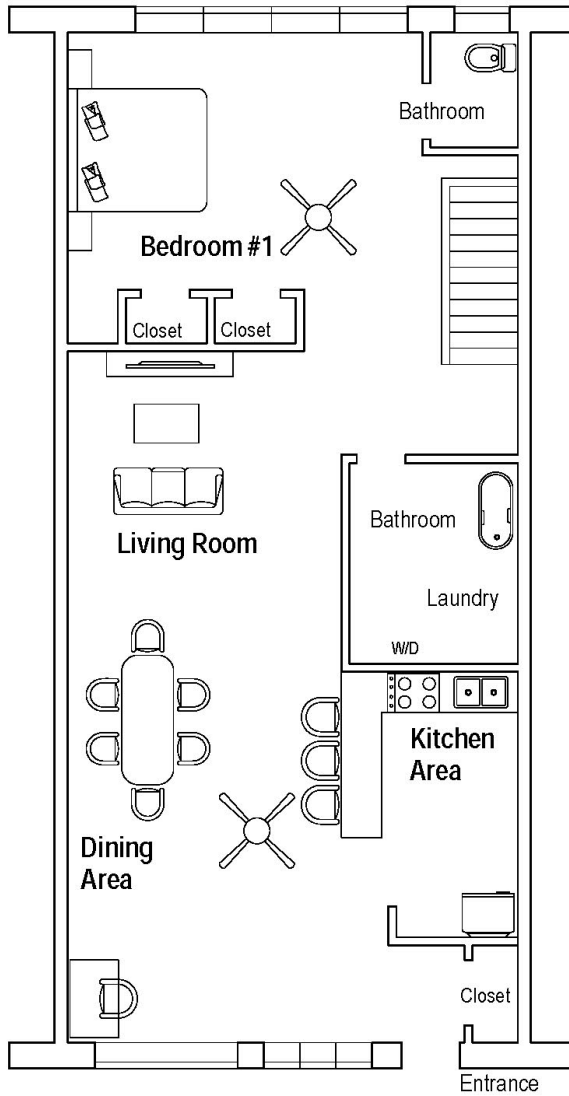 Bathroom
Bedroom #1
Closet
Closet
Living Room
Bathroom
Laundry
W/D
Kitchen
Area
Dining
Area
Closet
Entrance